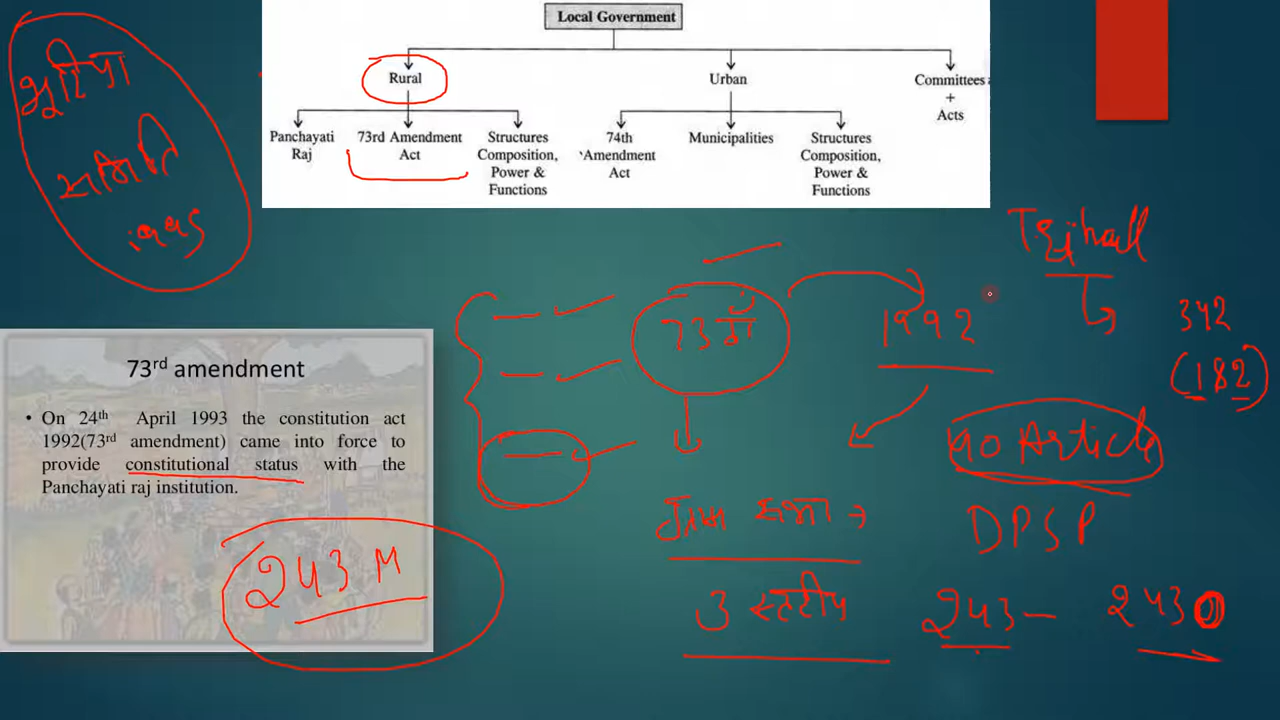 Local Government
Rural
Urban
Committees
+
Acts
Panchayati
Raj
73rd Amendment
Act
Structures
Composition,
Power &
Functions
74th
'Amendment
Act
Municipalities
Structures
Composition,
Power &
Functions
भूरिया
समिति
73वां
1992
342
(182)
40 Article
DPSP
ग्राम सभा →
3 स्तरीय
243 — 243O
73rd amendment
• On 24th April 1993 the constitution act
1992(73rd amendment) came into force to
provide constitutional status with the
Panchayati raj institution.
243 M